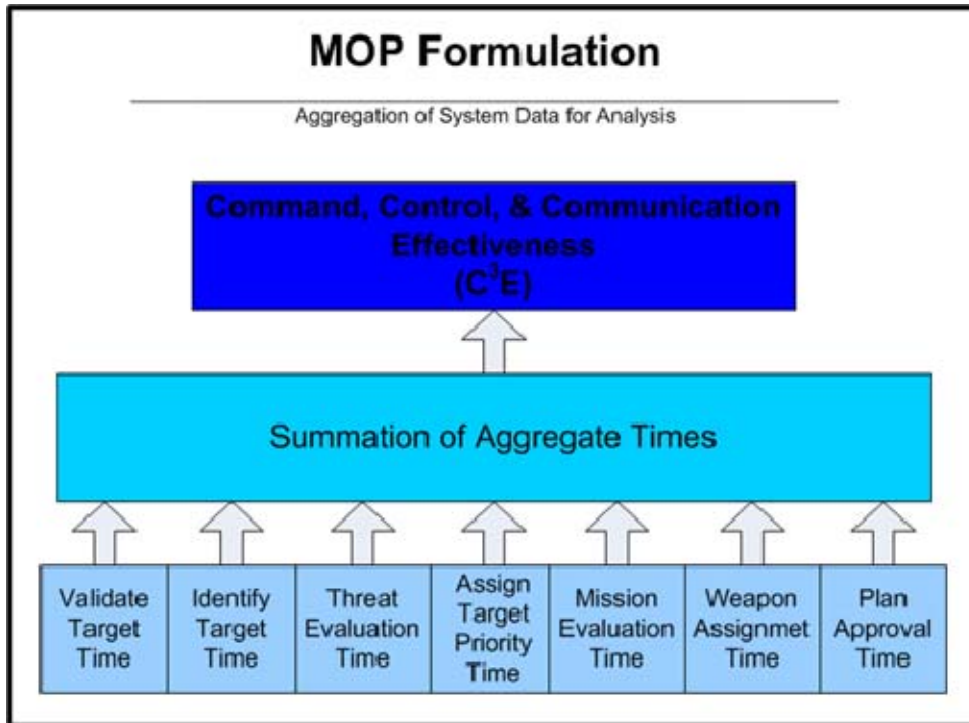 MOP Formulation
Aggregation of System Data for Analysis
Command, Control, & Communication
Effectiveness
(C³E)
Summation of Aggregate Times
Validate
Target
Time
Identify
Target
Time
Threat
Evaluation
Time
Assign
Target
Priority
Time
Mission
Evaluation
Time
Weapon
Assignmet
Time
Plan
Approval
Time